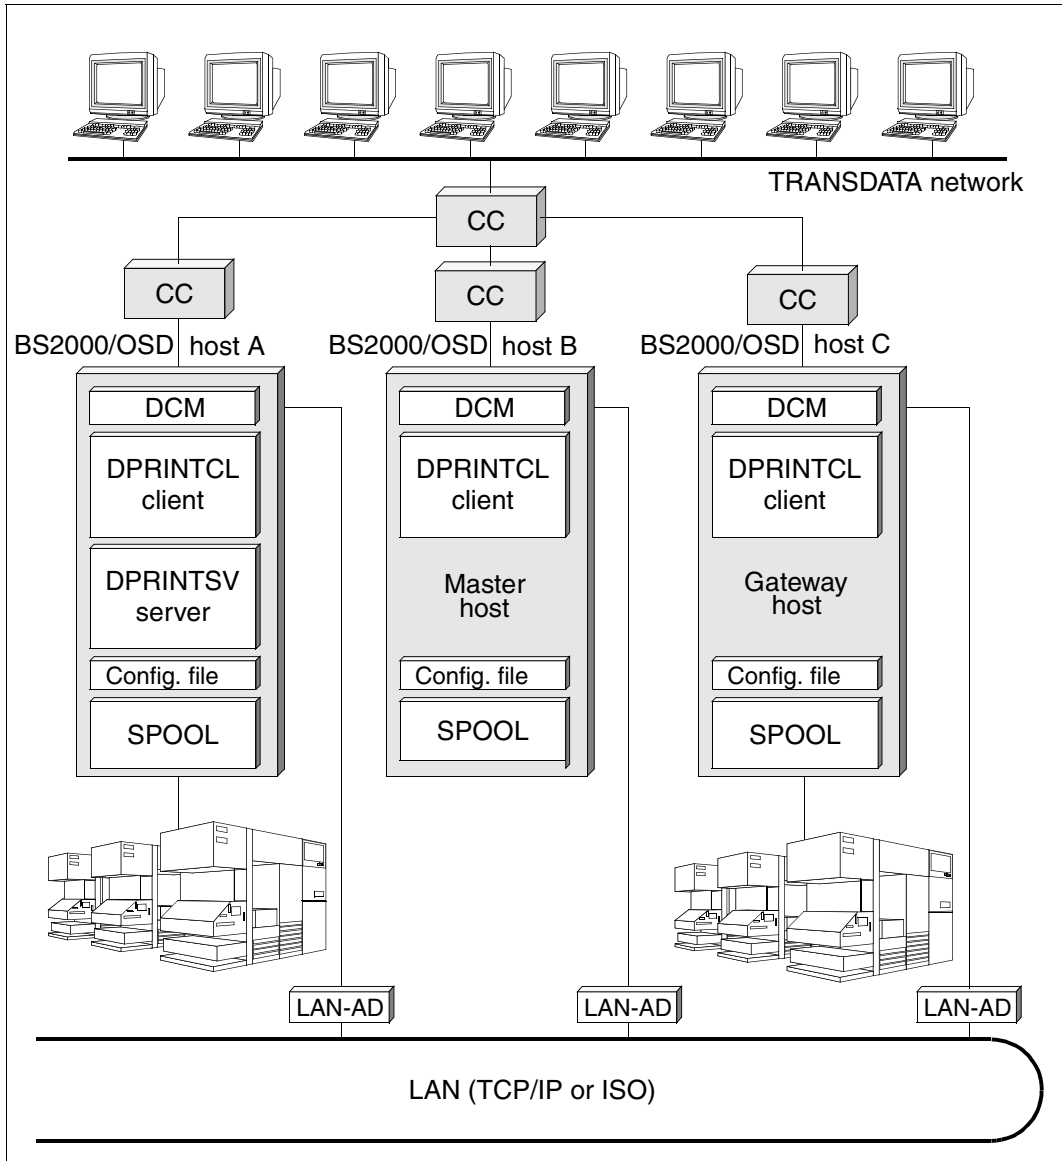 TRANSDATA network
CC
CC
CC
CC
BS2000/OSD host A
BS2000/OSD host B
BS2000/OSD host C
DCM
DPRINTCL
client
DPRINTSV
server
Config. file
SPOOL
DCM
DPRINTCL
client
Master
host
Config. file
SPOOL
DCM
DPRINTCL
client
Gateway
host
Config. file
SPOOL
LAN-AD
LAN-AD
LAN-AD
LAN (TCP/IP or ISO)